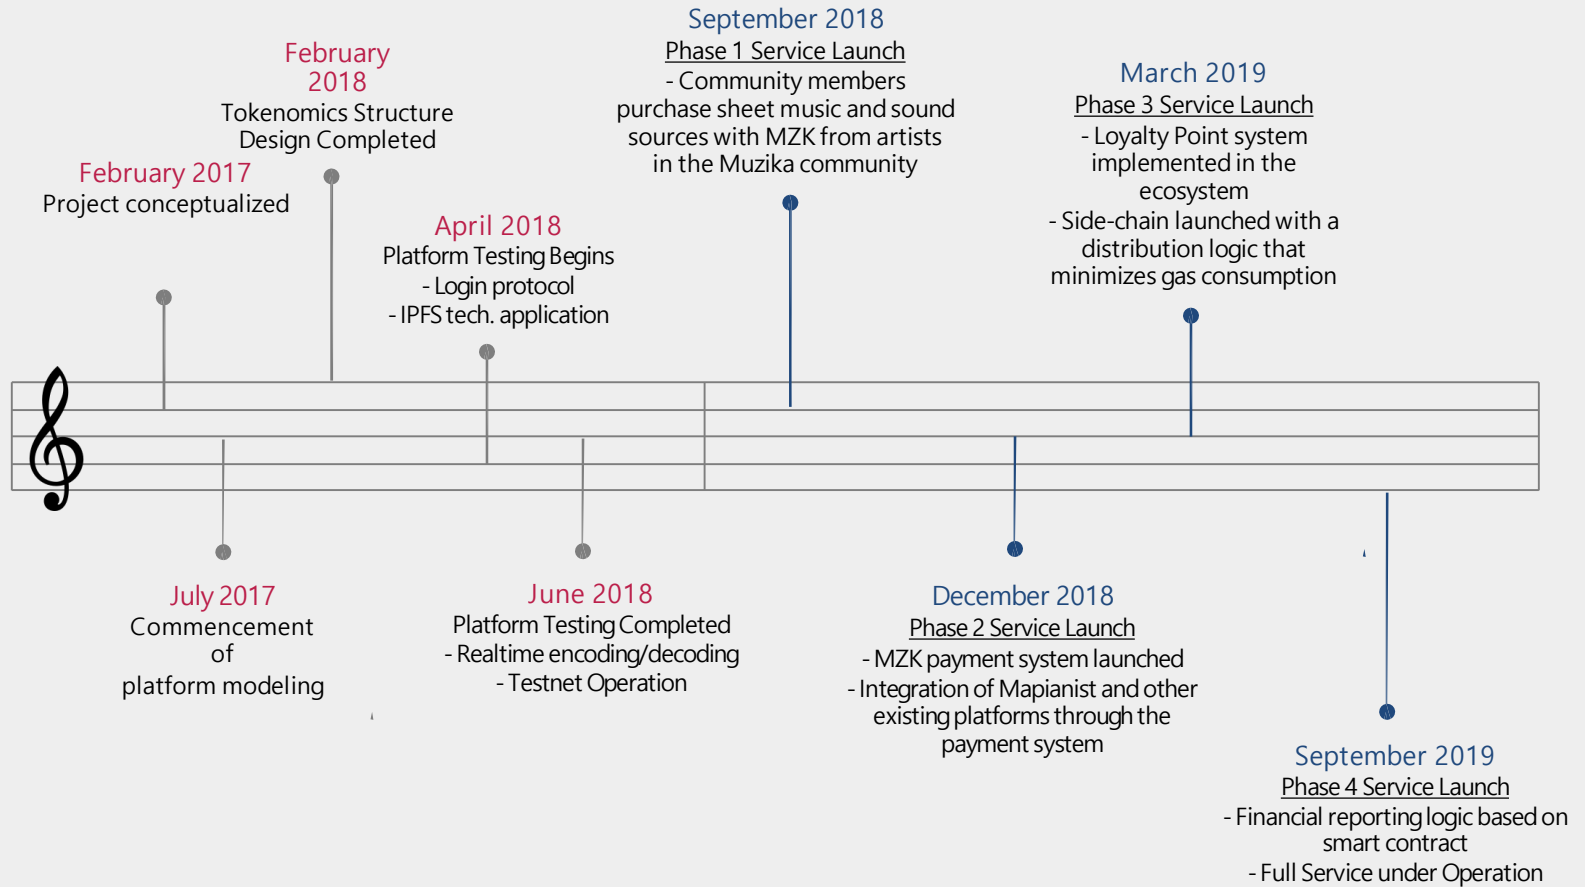 February 2017
Project conceptualized
July 2017
Commencement
of
platform modeling
February
2018
Tokenomics Structure
Design Completed
April 2018
Platform Testing Begins
- Login protocol
- IPFS tech. application
June 2018
Platform Testing Completed
- Realtime encoding/decoding
- Testnet Operation
September 2018
Phase 1 Service Launch
- Community members
purchase sheet music and sound
sources with MZK from artists
in the Muzika community
December 2018
Phase 2 Service Launch
- MZK payment system launched
- Integration of Mapianist and other
existing platforms through the
payment system
March 2019
Phase 3 Service Launch
- Loyalty Point system
implemented in the
ecosystem
- Side-chain launched with a
distribution logic that
minimizes gas consumption
September 2019
Phase 4 Service Launch
- Financial reporting logic based on
smart contract
- Full Service under Operation